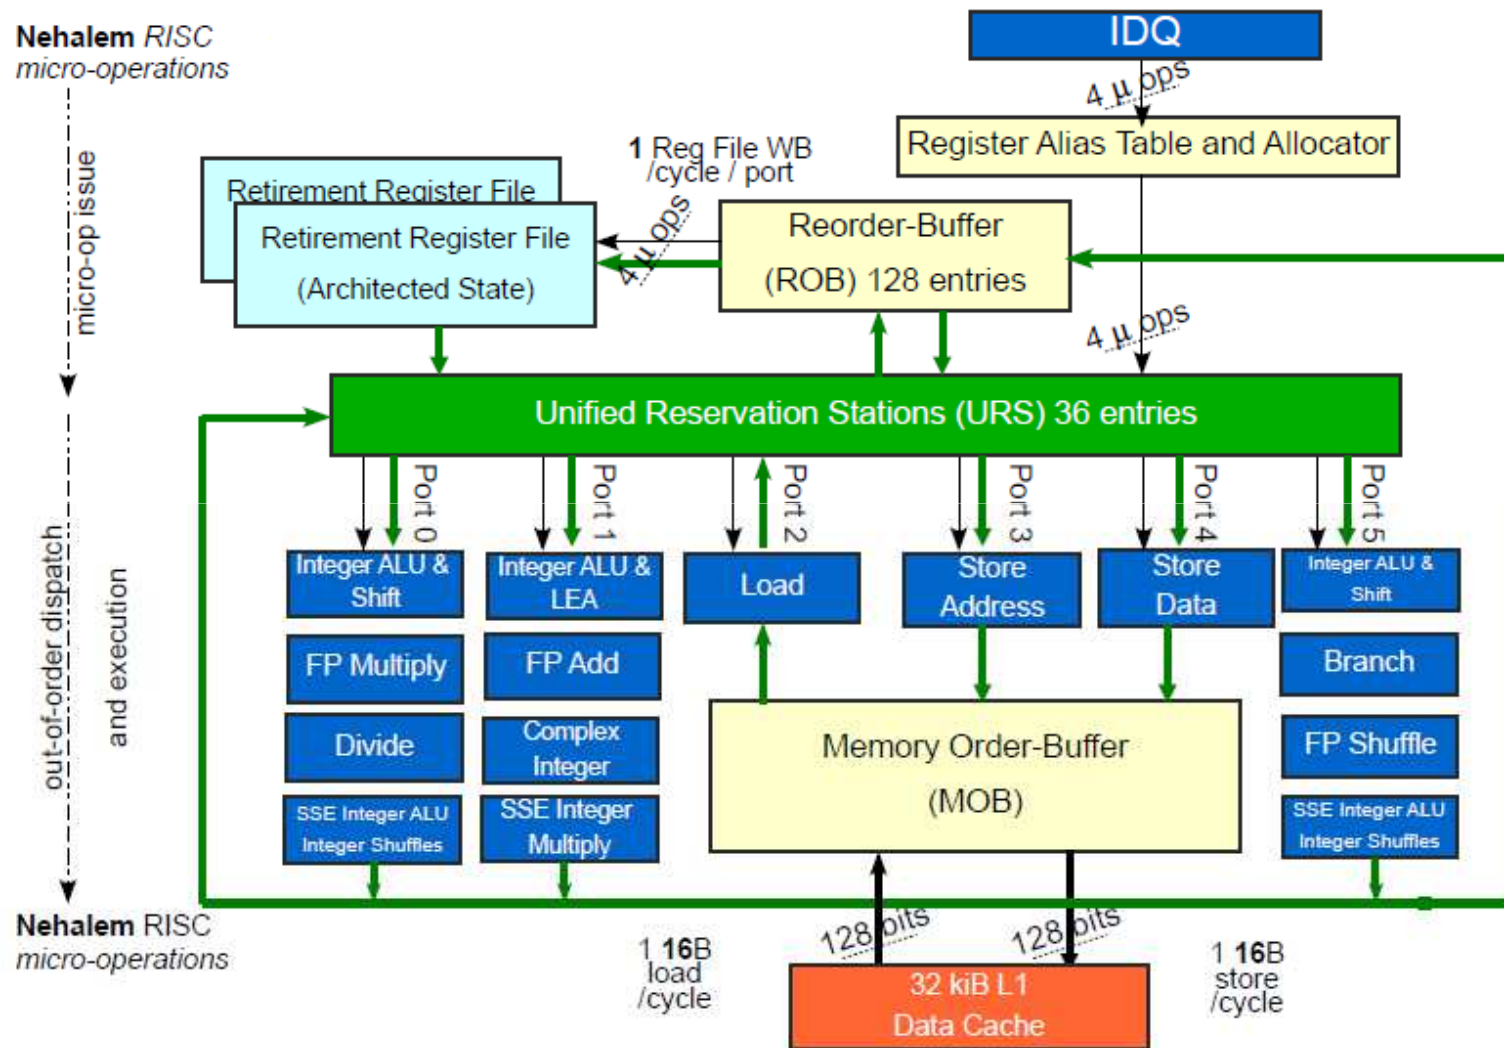 Nehalem RISC
micro-operations
IDQ
4 μ ops
Register Alias Table and Allocator
1 Reg File WB
/cycle / port
micro-op issue
Retirement Register File
Retirement Register File
(Architected State)
4 μ ops
Reorder-Buffer
(ROB) 128 entries
4 μ ops
Unified Reservation Stations (URS) 36 entries
Port 0
Port 1
Port 2
Port 3
Port 4
Port 5
out-of-order dispatch
and execution
Integer ALU &
Shift
FP Multiply
Divide
SSE Integer ALU
Integer Shuffles
Integer ALU &
LEA
FP Add
Complex
Integer
SSE Integer
Multiply
Load
Store
Address
Store
Data
Integer ALU &
Shift
Branch
FP Shuffle
SSE Integer ALU
Integer Shuffles
Memory Order-Buffer
(MOB)
Nehalem RISC
micro-operations
1 16B
load
/cycle
128 bits
128 bits
1 16B
store
/cycle
32 kiB L1
Data Cache